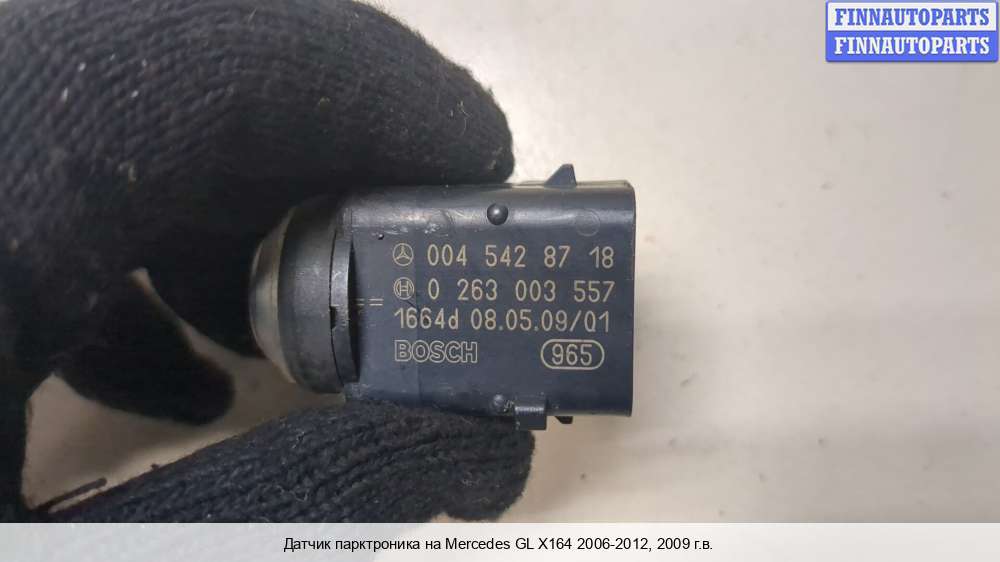 FINNAUTOPARTS
FINNAUTOPARTS
004 542 87 18
0 263 003 557
1664d 08.05.09/01
BOSCH 965
Датчик парктроника на Mercedes GL X164 2006-2012, 2009 г.в.